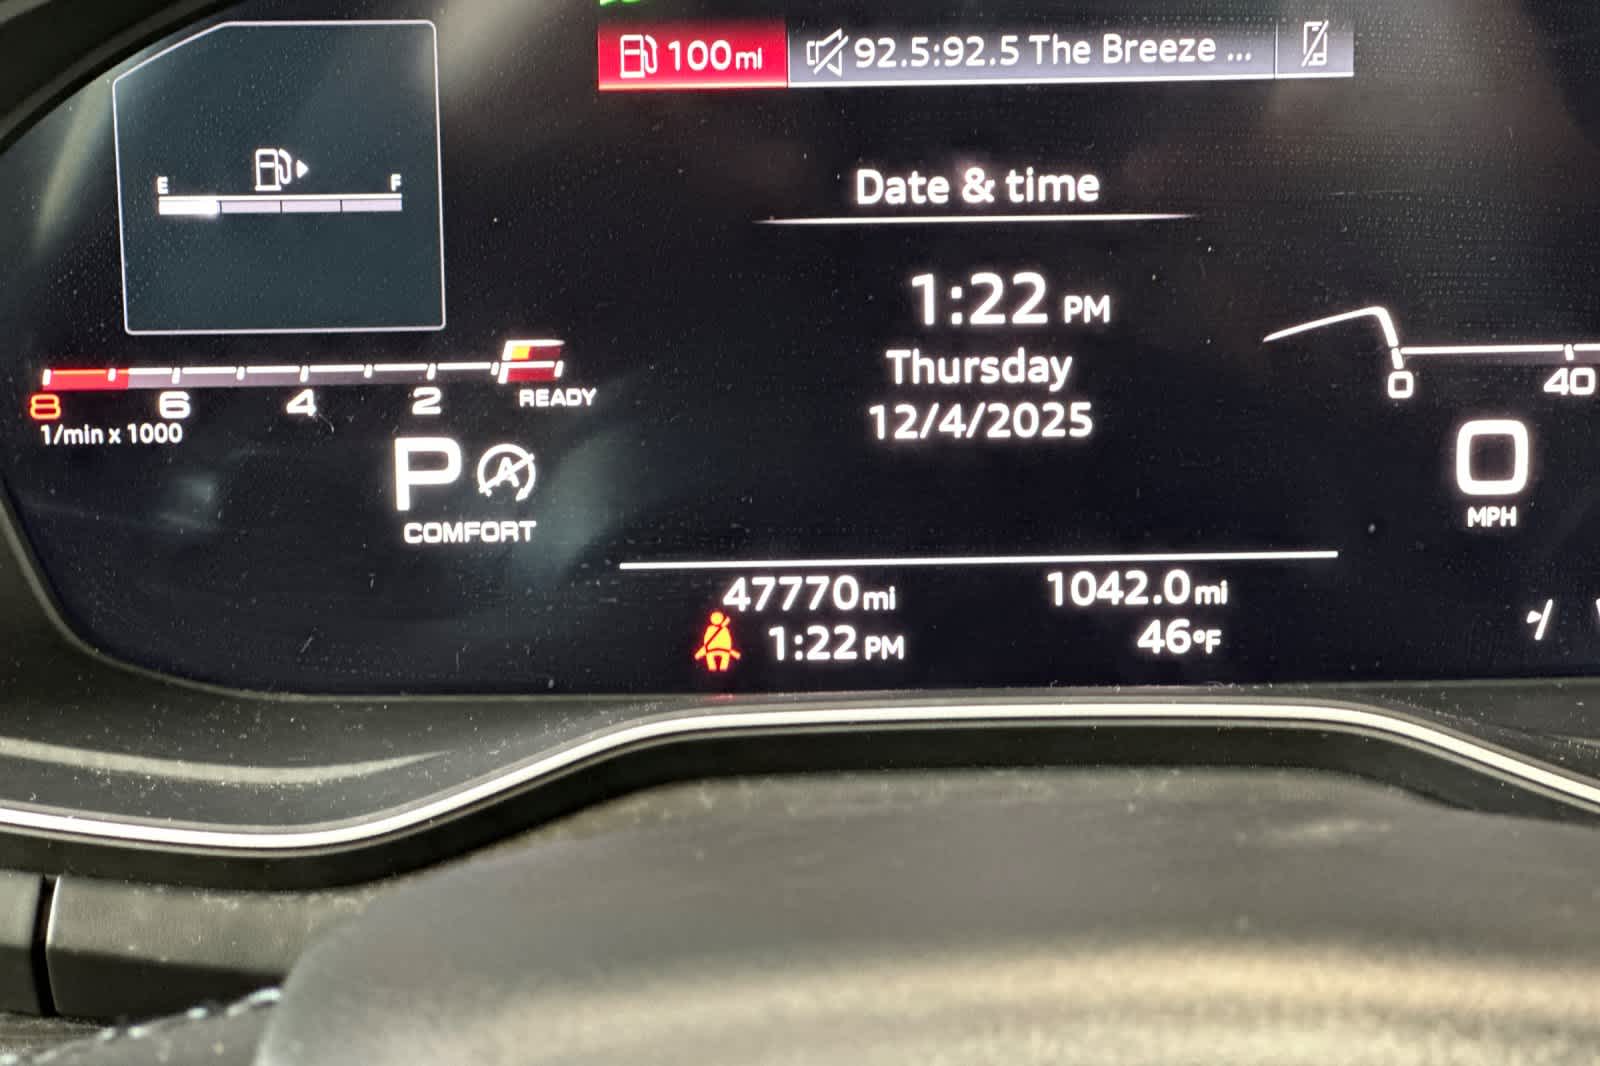 100mi
92.5:92.5 The Breeze ...
E F
Date & time
1:22 PM
Thursday
12/4/2025
8 6 4 2 READY
1/min x 1000
P A
COMFORT
0 40
0
MPH
47770mi 1042.0mi
1:22 PM 46°F